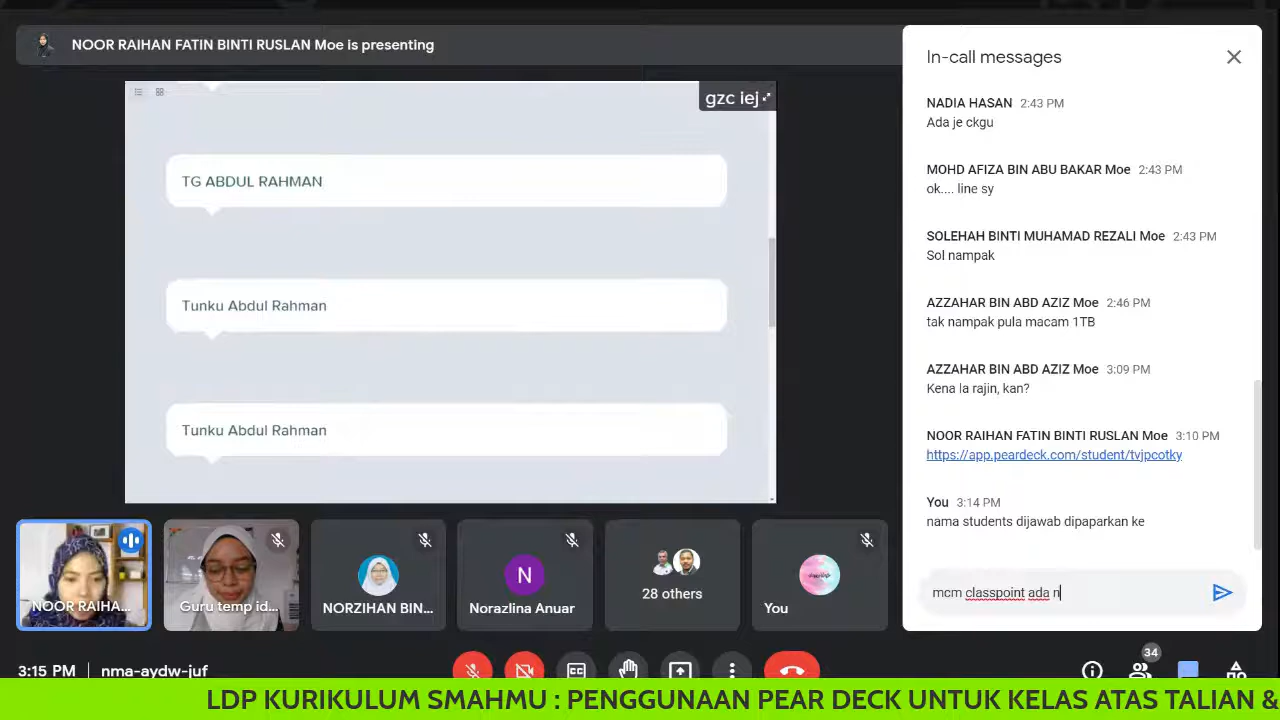 NOOR RAIHAN FATIN BINTI RUSLAN Moe is presenting
gzc iej
TG ABDUL RAHMAN
Tunku Abdul Rahman
Tunku Abdul Rahman
NOOR RAIHA...
Guru temp id...
NORZIHAN BIN...
N
Norazlina Anuar
28 others
You
In-call messages
NADIA HASAN 2:43 PM
Ada je ckgu
MOHD AFIZA BIN ABU BAKAR Moe 2:43 PM
ok.... line sy
SOLEHAH BINTI MUHAMAD REZALI Moe 2:43 PM
Sol nampak
AZZAHAR BIN ABD AZIZ Moe 2:46 PM
tak nampak pula macam 1TB
AZZAHAR BIN ABD AZIZ Moe 3:09 PM
Kena la rajin, kan?
NOOR RAIHAN FATIN BINTI RUSLAN Moe 3:10 PM
https://app.peardeck.com/student/tvjpcotky
You 3:14 PM
nama students dijawab dipaparkan ke
mcm classpoint ada n
3:15 PM | nma-aydw-juf
34
LDP KURIKULUM SMAHMU : PENGGUNAAN PEAR DECK UNTUK KELAS ATAS TALIAN &